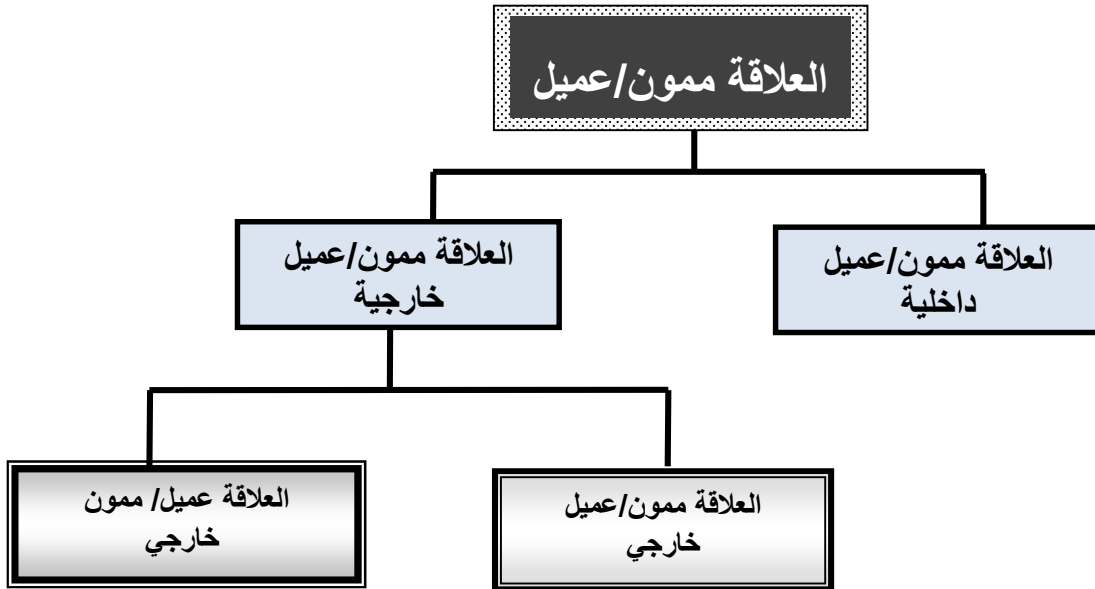 العلاقة ممون/عميل
العلاقة ممون/عميل
داخلية
العلاقة ممون/عميل
خارجية
العلاقة ممون/عميل
خارجي
العلاقة عميل/ ممون
خارجي